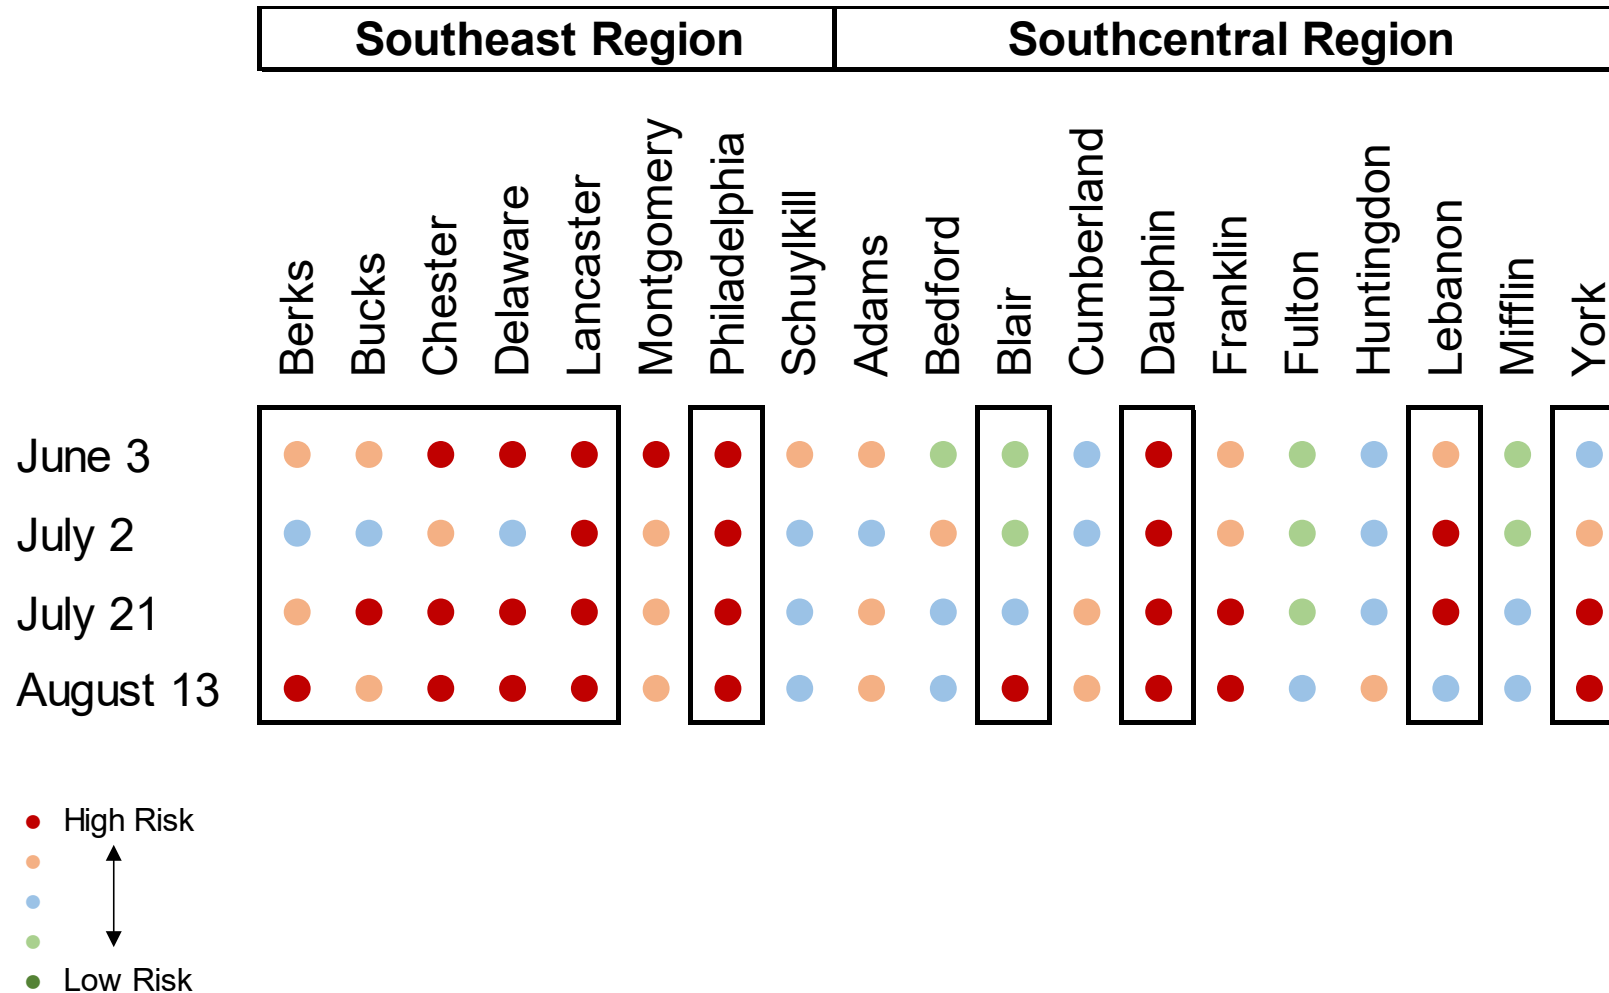 Southeast Region
Southcentral Region
Berks
Bucks
Chester
Delaware
Lancaster
Montgomery
Philadelphia
Schuylkill
Adams
Bedford
Blair
Cumberland
Dauphin
Franklin
Fulton
Huntingdon
Lebanon
Mifflin
York
June 3
July 2
July 21
August 13
High Risk
Low Risk